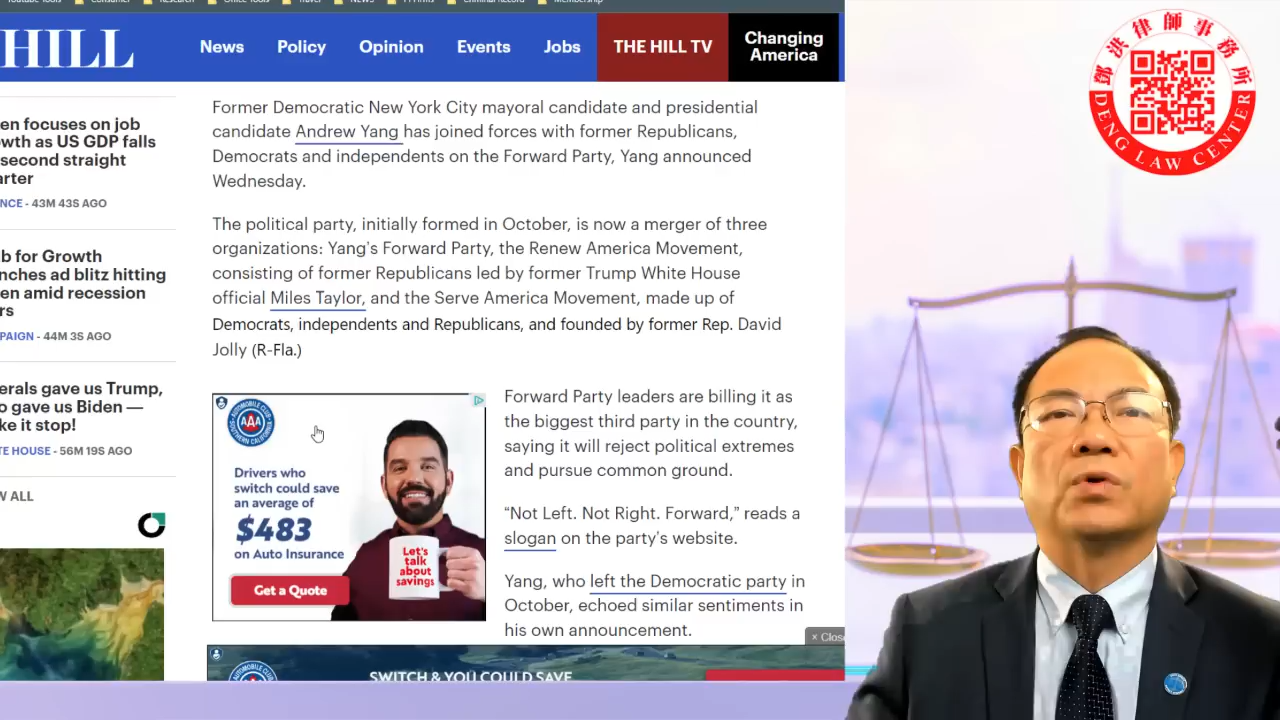 HILL
News
Policy
Opinion
Events
Jobs
THE HILL TV
Changing
America
en focuses on job
wth as US GDP falls
second straight
arter
NCE - 43M 43S AGO
b for Growth
nches ad blitz hitting
en amid recession
rs
PAIGN - 44M 3S AGO
erals gave us Trump,
o gave us Biden —
ke it stop!
TE HOUSE - 56M 19S AGO
W ALL
Former Democratic New York City mayoral candidate and presidential
candidate Andrew Yang has joined forces with former Republicans,
Democrats and independents on the Forward Party, Yang announced
Wednesday.
The political party, initially formed in October, is now a merger of three
organizations: Yang's Forward Party, the Renew America Movement,
consisting of former Republicans led by former Trump White House
official Miles Taylor, and the Serve America Movement, made up of
Democrats, independents and Republicans, and founded by former Rep. David
Jolly (R-Fla.)
AAA
Drivers who
switch could save
an average of
$483
on Auto Insurance
Get a Quote
Let's
talk
about
savings
Forward Party leaders are billing it as
the biggest third party in the country,
saying it will reject political extremes
and pursue common ground.
“Not Left. Not Right. Forward,” reads a
slogan on the party's website.
Yang, who left the Democratic party in
October, echoed similar sentiments in
his own announcement.
× Close
SWITCH & YOU COULD SAVE
鄧洪律師事務所
DENG LAW CENTER